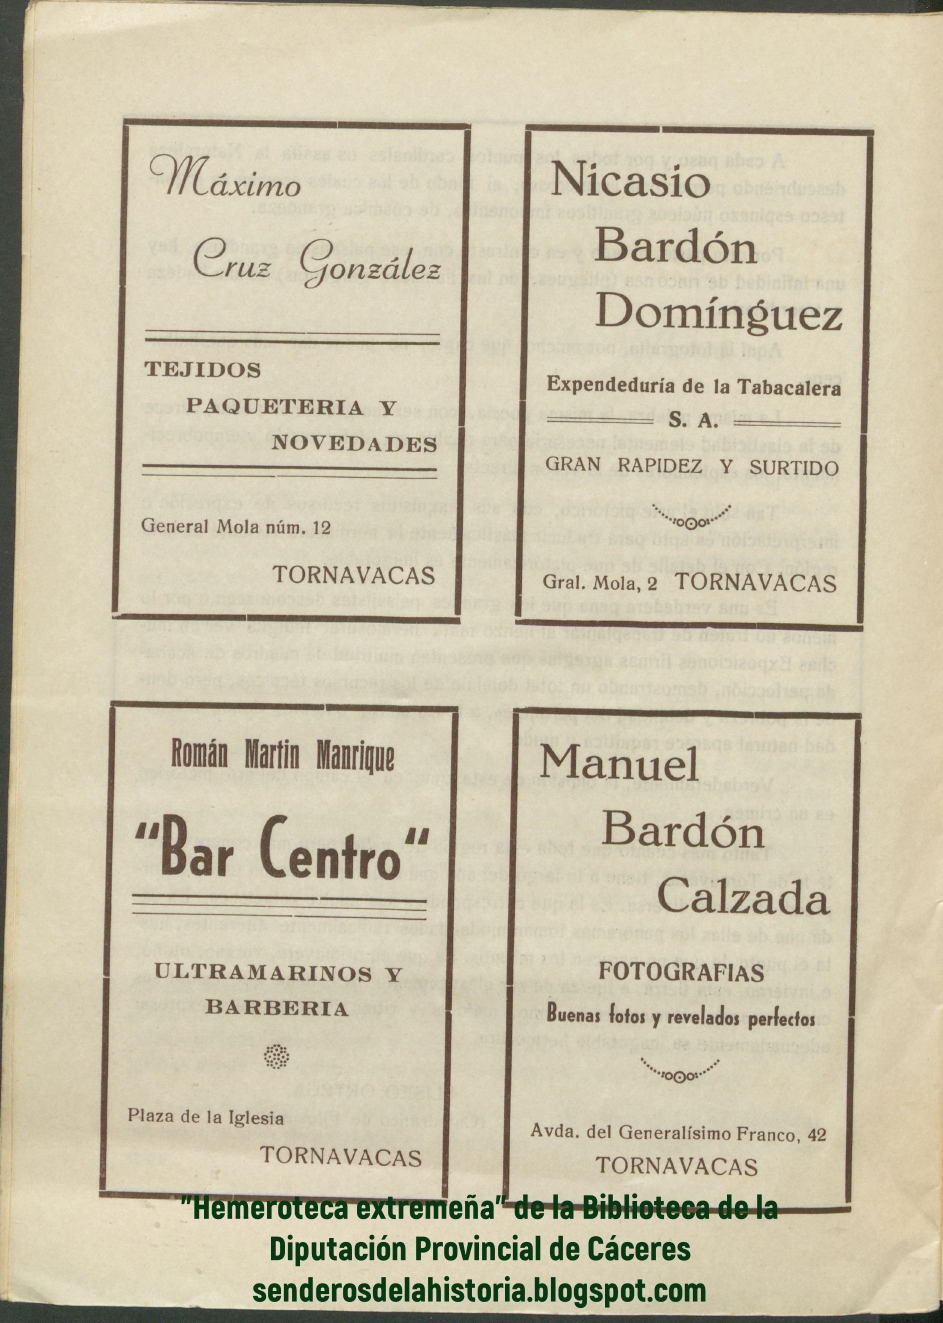 Máximo
Cruz González
TEJIDOS
PAQUETERIA Y
NOVEDADES
General Mola núm. 12
TORNAVACAS
Nicasio
Bardón
Domínguez
Expendeduría de la Tabacalera
S. A.
GRAN RAPIDEZ Y SURTIDO
Gral. Mola, 2 TORNAVACAS
Román Martin Manrique
“Bar Centro“
ULTRAMARINOS Y
BARBERIA
Plaza de la Iglesia
TORNAVACAS
Manuel
Bardón
Calzada
FOTOGRAFIAS
Buenas fotos y revelados perfectos
Avda. del Generalísimo Franco, 42
TORNAVACAS
"Hemeroteca extremeña" de la Biblioteca de la
Diputación Provincial de Cáceres
senderosdelahistoria.blogspot.com